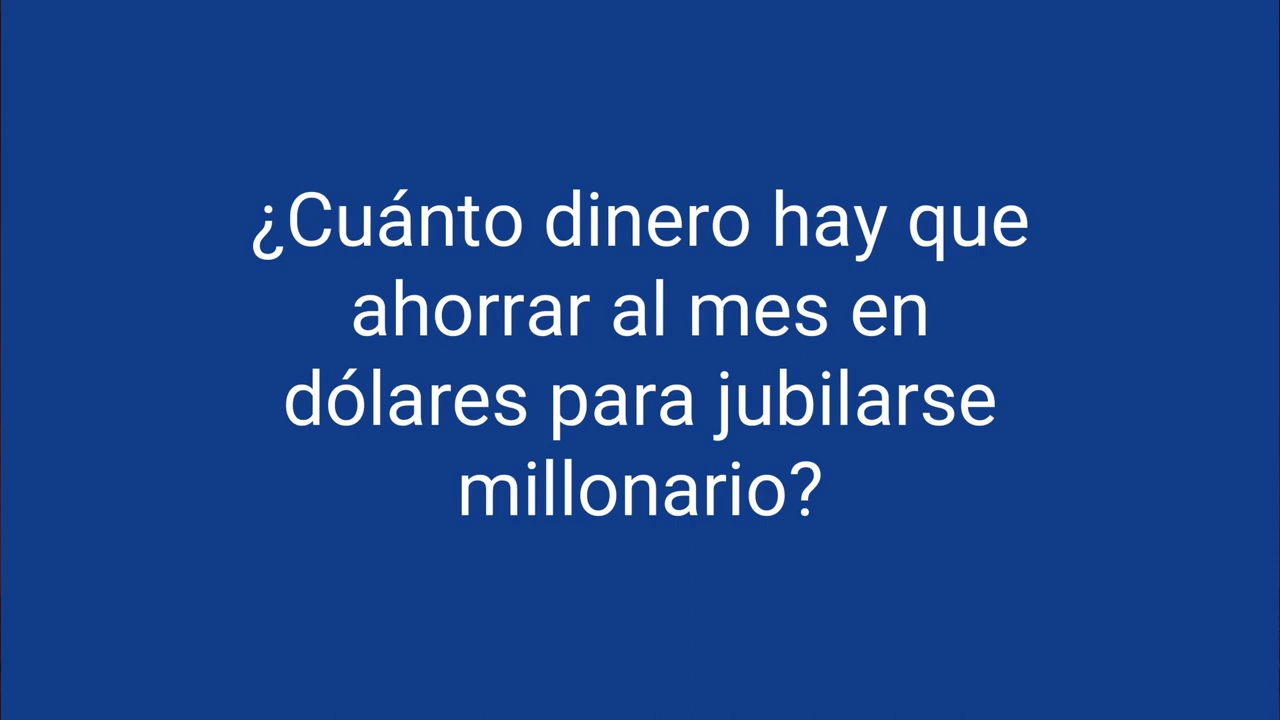 ¿Cuánto dinero hay que
ahorrar al mes en
dólares para jubilarse
millonario?